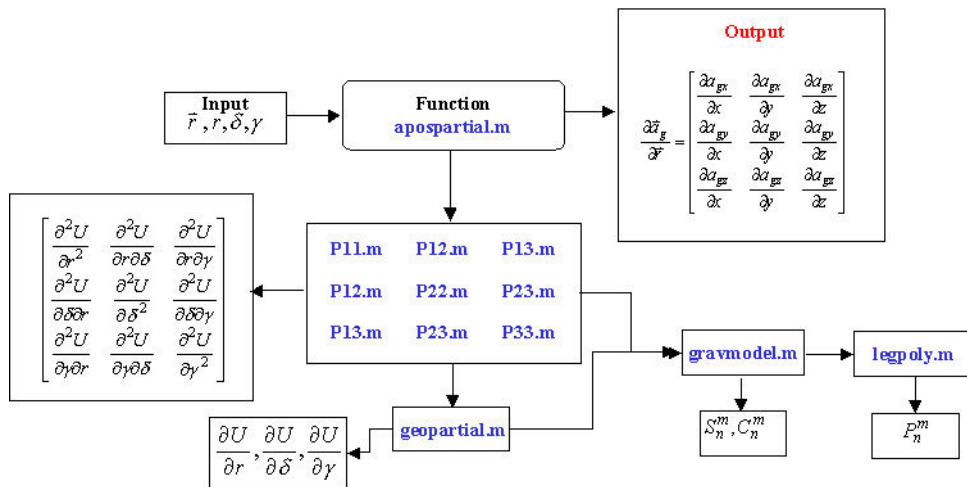 Output
Input
r⃗ , r, δ, γ
Function
apospartial.m
∂a⃗_g/∂r⃗ = [ ∂a_gx/∂x ∂a_gx/∂y ∂a_gx/∂z
∂a_gy/∂x ∂a_gy/∂y ∂a_gy/∂z
∂a_gz/∂x ∂a_gz/∂y ∂a_gz/∂z ]
[ ∂²U/∂r² ∂²U/∂r∂δ ∂²U/∂r∂γ
∂²U/∂δ∂r ∂²U/∂δ² ∂²U/∂δ∂γ
∂²U/∂γ∂r ∂²U/∂γ∂δ ∂²U/∂γ² ]
P11.m P12.m P13.m
P12.m P22.m P23.m
P13.m P23.m P33.m
gravmodel.m
legpoly.m
geopartial.m
∂U/∂r , ∂U/∂δ , ∂U/∂γ
S_n^m , C_n^m
P_n^m